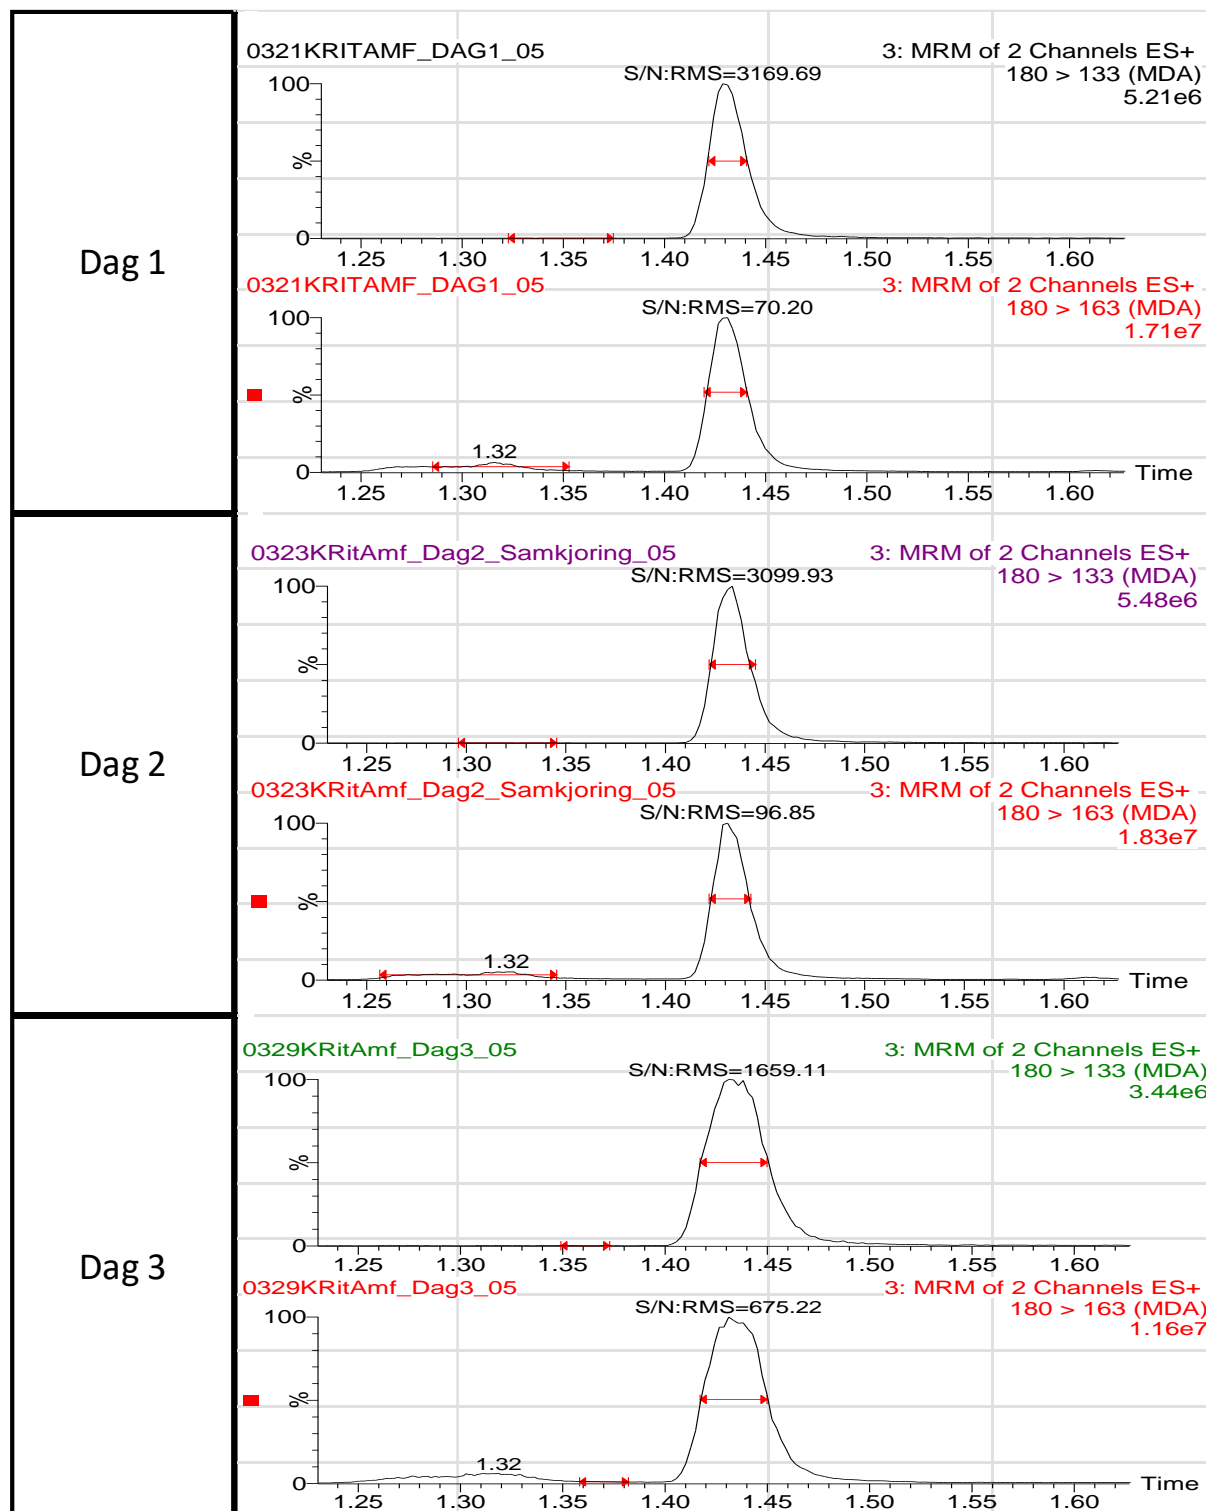 Dag 1
0321KRITAMF_DAG1_05
3: MRM of 2 Channels ES+
S/N:RMS=3169.69
180 > 133 (MDA)
5.21e6
100
%
0
1.25 1.30 1.35 1.40 1.45 1.50 1.55 1.60
0321KRITAMF_DAG1_05
3: MRM of 2 Channels ES+
S/N:RMS=70.20
180 > 163 (MDA)
1.71e7
100
%
1.32
0
Time
1.25 1.30 1.35 1.40 1.45 1.50 1.55 1.60
Dag 2
0323KRitAmf_Dag2_Samkjoring_05
3: MRM of 2 Channels ES+
S/N:RMS=3099.93
180 > 133 (MDA)
5.48e6
100
%
0
1.25 1.30 1.35 1.40 1.45 1.50 1.55 1.60
0323KRitAmf_Dag2_Samkjoring_05
3: MRM of 2 Channels ES+
S/N:RMS=96.85
180 > 163 (MDA)
1.83e7
100
%
1.32
0
Time
1.25 1.30 1.35 1.40 1.45 1.50 1.55 1.60
Dag 3
0329KRitAmf_Dag3_05
3: MRM of 2 Channels ES+
S/N:RMS=1659.11
180 > 133 (MDA)
3.44e6
100
%
0
1.25 1.30 1.35 1.40 1.45 1.50 1.55 1.60
0329KRitAmf_Dag3_05
3: MRM of 2 Channels ES+
S/N:RMS=675.22
180 > 163 (MDA)
1.16e7
100
%
1.32
0
Time
1.25 1.30 1.35 1.40 1.45 1.50 1.55 1.60